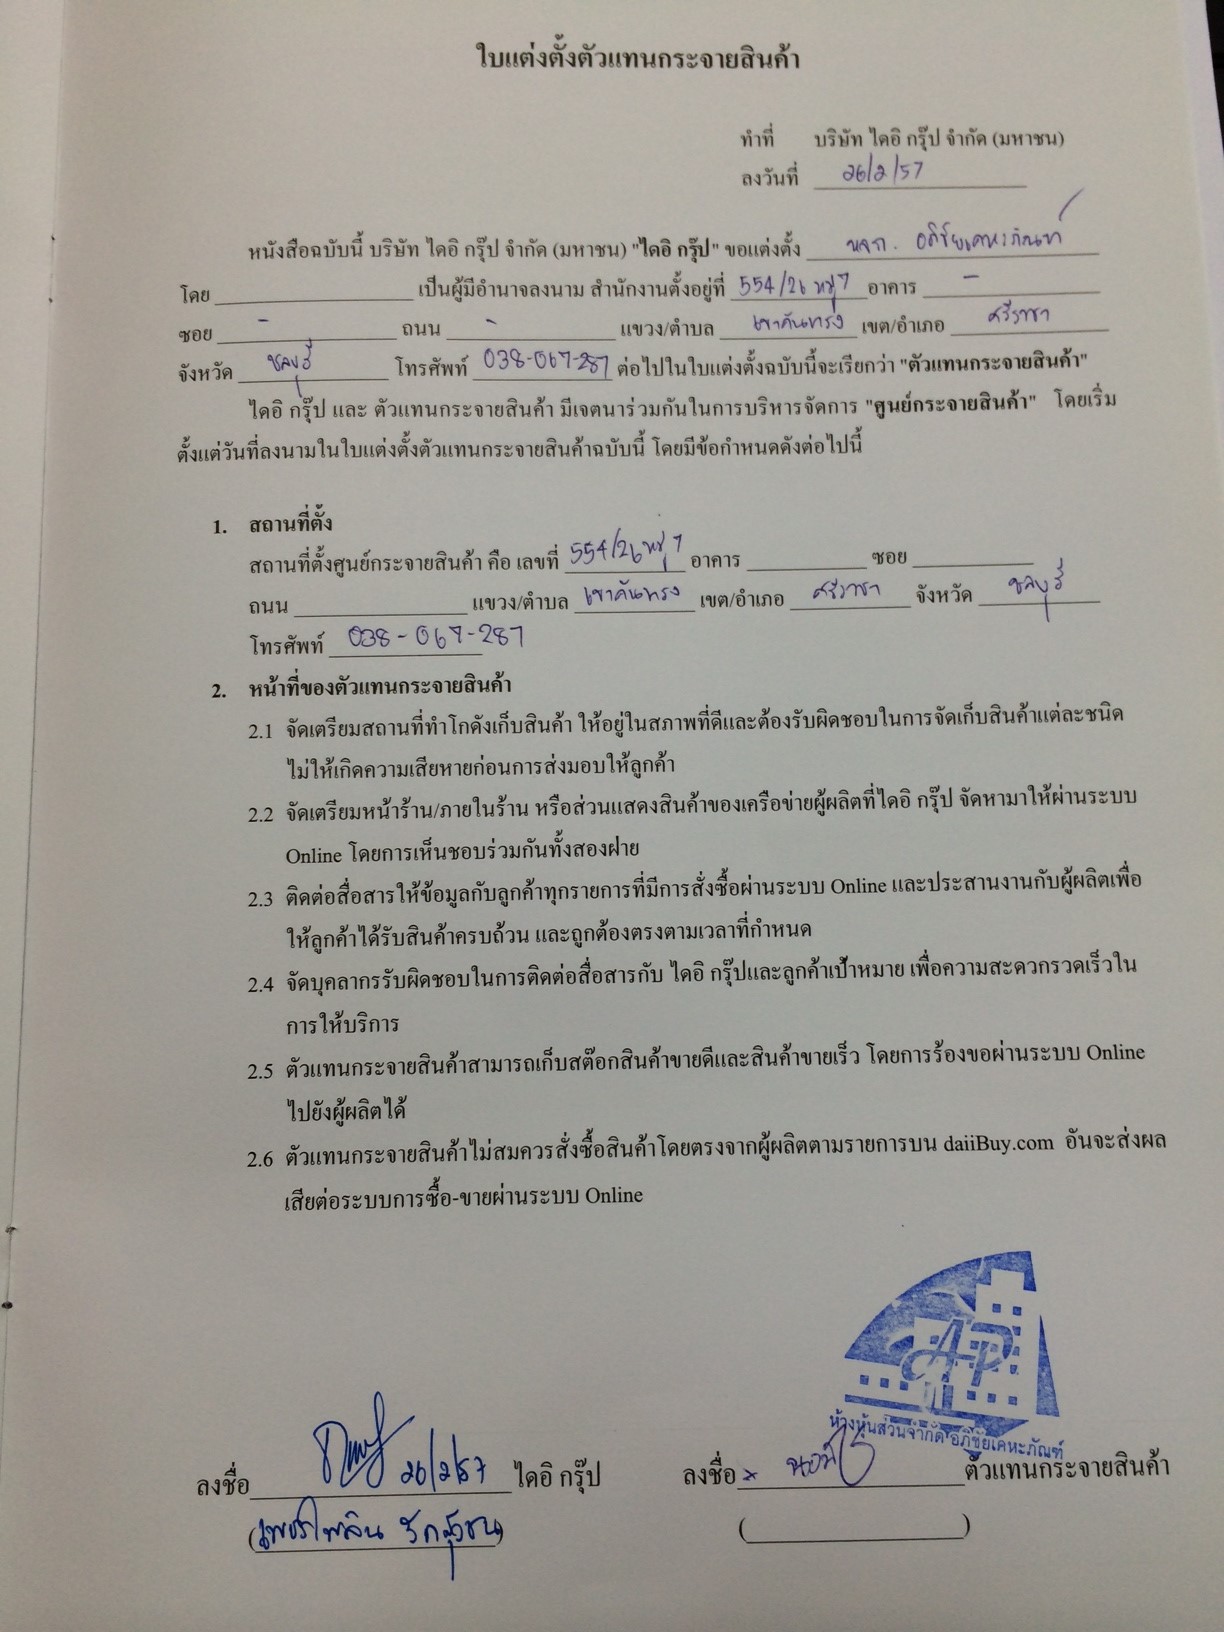 ใบแต่งตั้งตัวแทนกระจายสินค้า
ทำที่ บริษัท ไดอิ กรุ๊ป จำกัด (มหาชน)
ลงวันที่ 26/2/57
หนังสือฉบับนี้ บริษัท ไดอิ กรุ๊ป จำกัด (มหาชน) "ไดอิ กรุ๊ป" ขอแต่งตั้ง หจก. อภิชัยเคหะภัณฑ์
โดย เป็นผู้มีอำนาจลงนาม สำนักงานตั้งอยู่ที่ 554/26 หมู่ 7 อาคาร -
ซอย - ถนน - แขวง/ตำบล เขาคันทรง เขต/อำเภอ ศรีราชา
จังหวัด ชลบุรี โทรศัพท์ 038-067-287 ต่อไปในใบแต่งตั้งฉบับนี้จะเรียกว่า "ตัวแทนกระจายสินค้า"
ไดอิ กรุ๊ป และ ตัวแทนกระจายสินค้า มีเจตนาร่วมกันในการบริหารจัดการ "ศูนย์กระจายสินค้า" โดยเริ่ม
ตั้งแต่วันที่ลงนามในใบแต่งตั้งตัวแทนกระจายสินค้าฉบับนี้ โดยมีข้อกำหนดดังต่อไปนี้
1. สถานที่ตั้ง
สถานที่ตั้งศูนย์กระจายสินค้า คือ เลขที่ 554/26 หมู่ 7 อาคาร ซอย
ถนน แขวง/ตำบล เขาคันทรง เขต/อำเภอ ศรีราชา จังหวัด ชลบุรี
โทรศัพท์ 038-067-287
2. หน้าที่ของตัวแทนกระจายสินค้า
2.1 จัดเตรียมสถานที่ทำโกดังเก็บสินค้า ให้อยู่ในสภาพที่ดีและต้องรับผิดชอบในการจัดเก็บสินค้าแต่ละชนิด
ไม่ให้เกิดความเสียหายก่อนการส่งมอบให้ลูกค้า
2.2 จัดเตรียมหน้าร้าน/ภายในร้าน หรือส่วนแสดงสินค้าของเครือข่ายผู้ผลิตที่ไดอิ กรุ๊ป จัดหามาให้ผ่านระบบ
Online โดยการเห็นชอบร่วมกันทั้งสองฝ่าย
2.3 ติดต่อสื่อสารให้ข้อมูลกับลูกค้าทุกรายการที่มีการสั่งซื้อผ่านระบบ Online และประสานงานกับผู้ผลิตเพื่อ
ให้ลูกค้าได้รับสินค้าครบถ้วน และถูกต้องตรงตามเวลาที่กำหนด
2.4 จัดบุคลากรรับผิดชอบในการติดต่อสื่อสารกับ ไดอิ กรุ๊ปและลูกค้าเป้าหมาย เพื่อความสะดวกรวดเร็วใน
การให้บริการ
2.5 ตัวแทนกระจายสินค้าสามารถเก็บสต๊อกสินค้าขายดีและสินค้าขายเร็ว โดยการร้องขอผ่านระบบ Online
ไปยังผู้ผลิตได้
2.6 ตัวแทนกระจายสินค้าไม่สมควรสั่งซื้อสินค้าโดยตรงจากผู้ผลิตตามรายการบน daiiBuy.com อันจะส่งผล
เสียต่อระบบการซื้อ-ขายผ่านระบบ Online
AP
ห้างหุ้นส่วนจำกัด อภิชัยเคหะภัณฑ์
ลงชื่อ 26/2/57 ไดอิ กรุ๊ป
ลงชื่อ ตัวแทนกระจายสินค้า